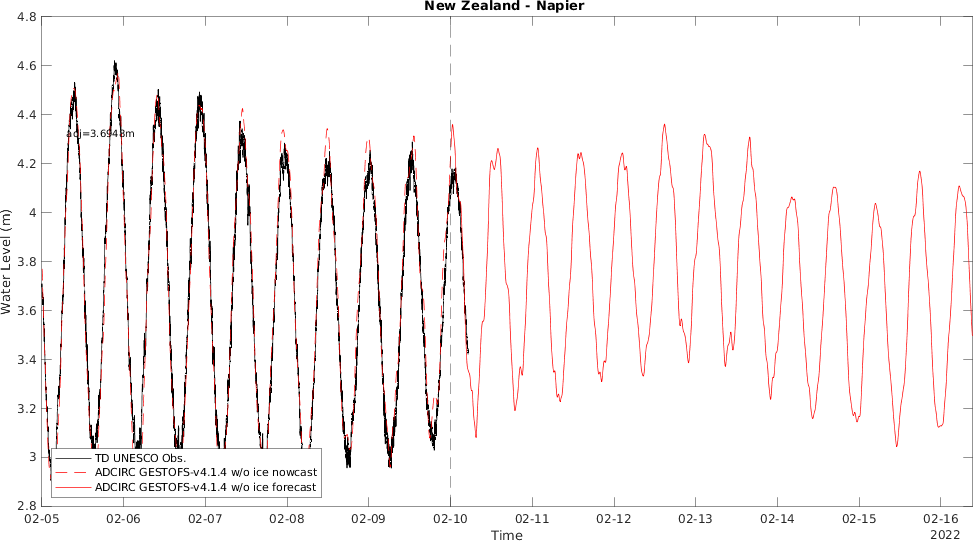 New Zealand - Napier
4.8
4.6
4.4
4.2
4
3.8
3.6
3.4
3.2
3
2.8
Water Level (m)
adj=3.6948m
TD UNESCO Obs.
ADCIRC GESTOFS-v4.1.4 w/o ice nowcast
ADCIRC GESTOFS-v4.1.4 w/o ice forecast
02-05 02-06 02-07 02-08 02-09 02-10 02-11 02-12 02-13 02-14 02-15 02-16
Time 2022